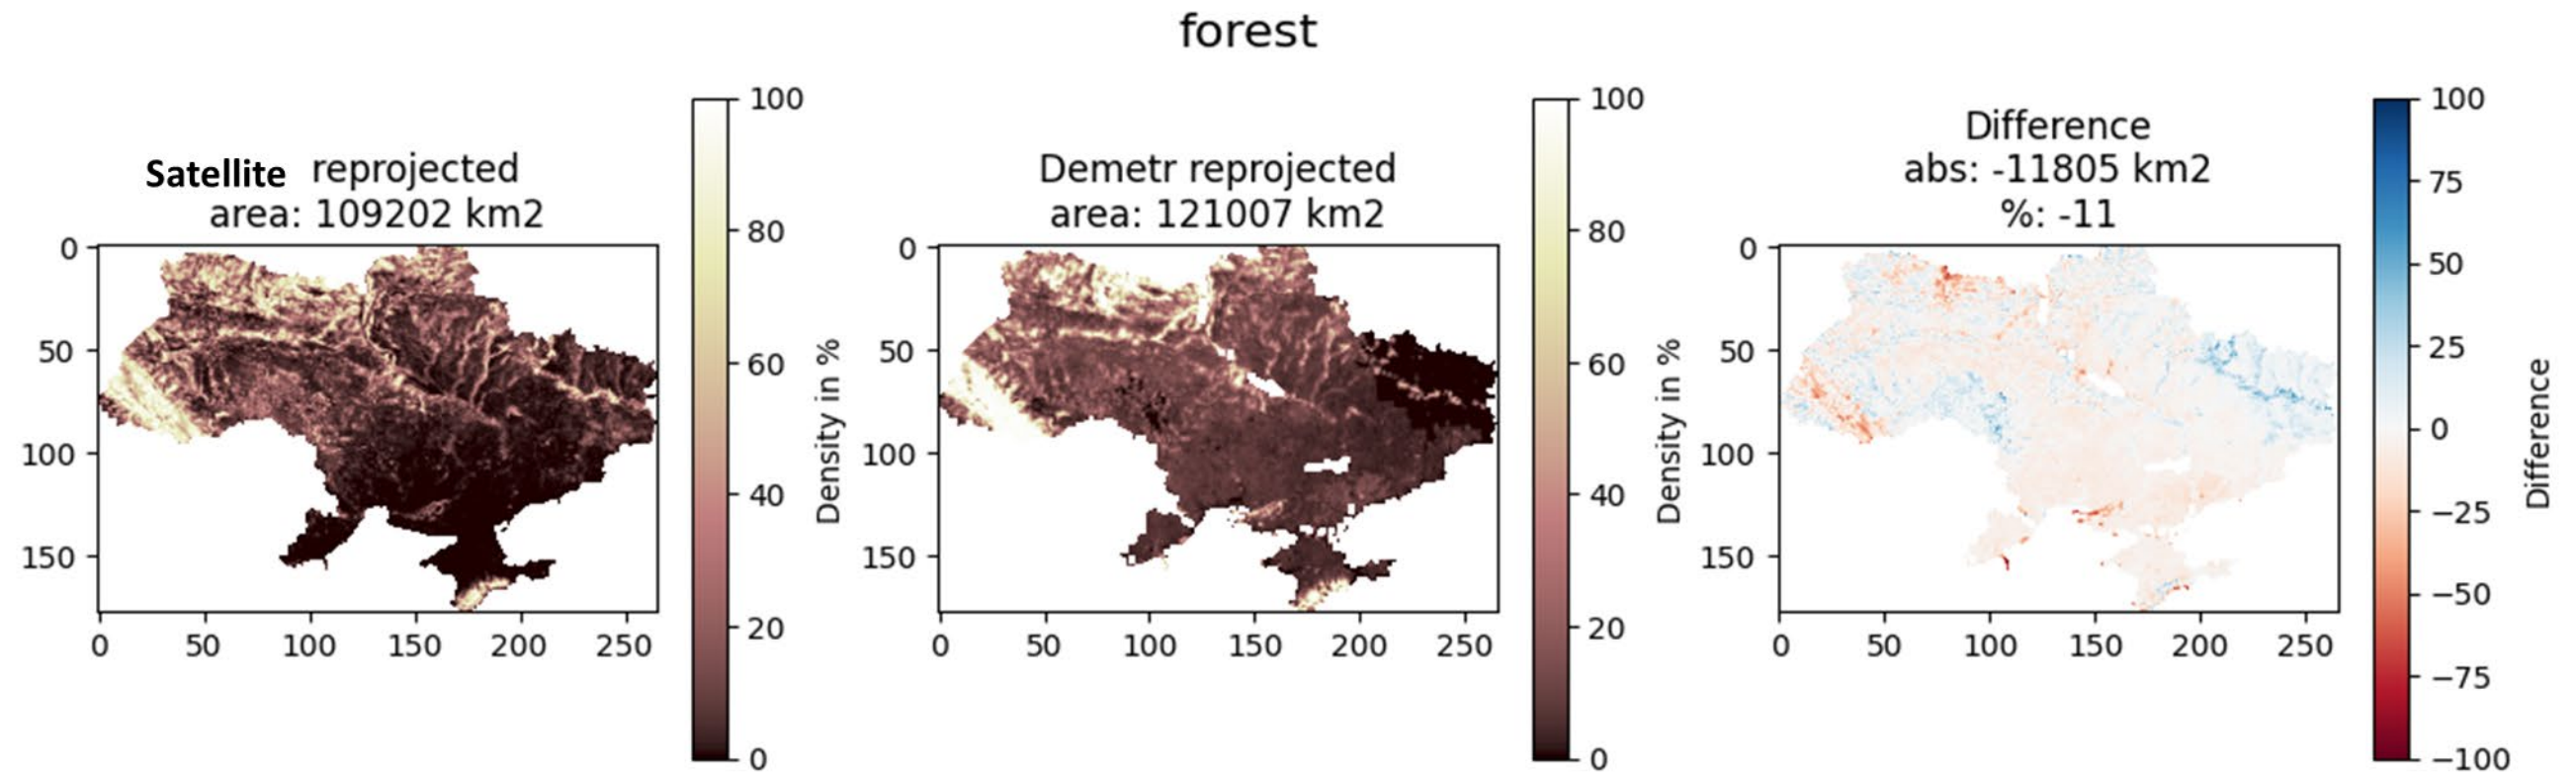 forest
Satellite reprojected
area: 109202 km2
0
50
100
150
0 50 100 150 200 250
100
80
60
40
20
0
Density in %
Demetr reprojected
area: 121007 km2
0
50
100
150
0 50 100 150 200 250
100
80
60
40
20
0
Density in %
Difference
abs: -11805 km2
%: -11
0
50
100
150
0 50 100 150 200 250
100
75
50
25
0
−25
−50
−75
−100
Difference